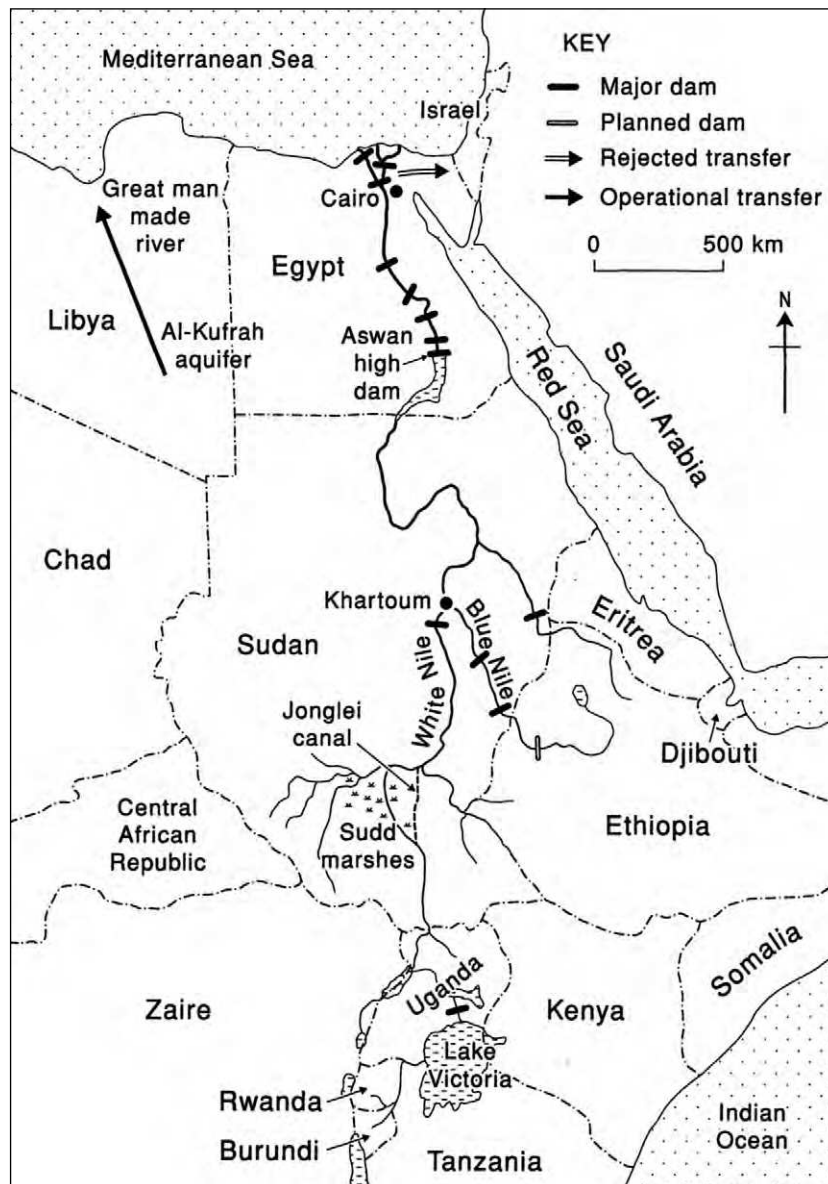 Mediterranean Sea
KEY
Major dam
Planned dam
Rejected transfer
Operational transfer
0 500 km
N
Israel
Great man
made
river
Cairo
Egypt
Libya
Al-Kufrah
aquifer
Aswan
high
dam
Red Sea
Saudi Arabia
Chad
Khartoum
Sudan
Blue Nile
White Nile
Eritrea
Jonglei
canal
Djibouti
Central
African
Republic
Sudd
marshes
Ethiopia
Zaire
Uganda
Kenya
Somalia
Lake
Victoria
Rwanda
Burundi
Tanzania
Indian
Ocean